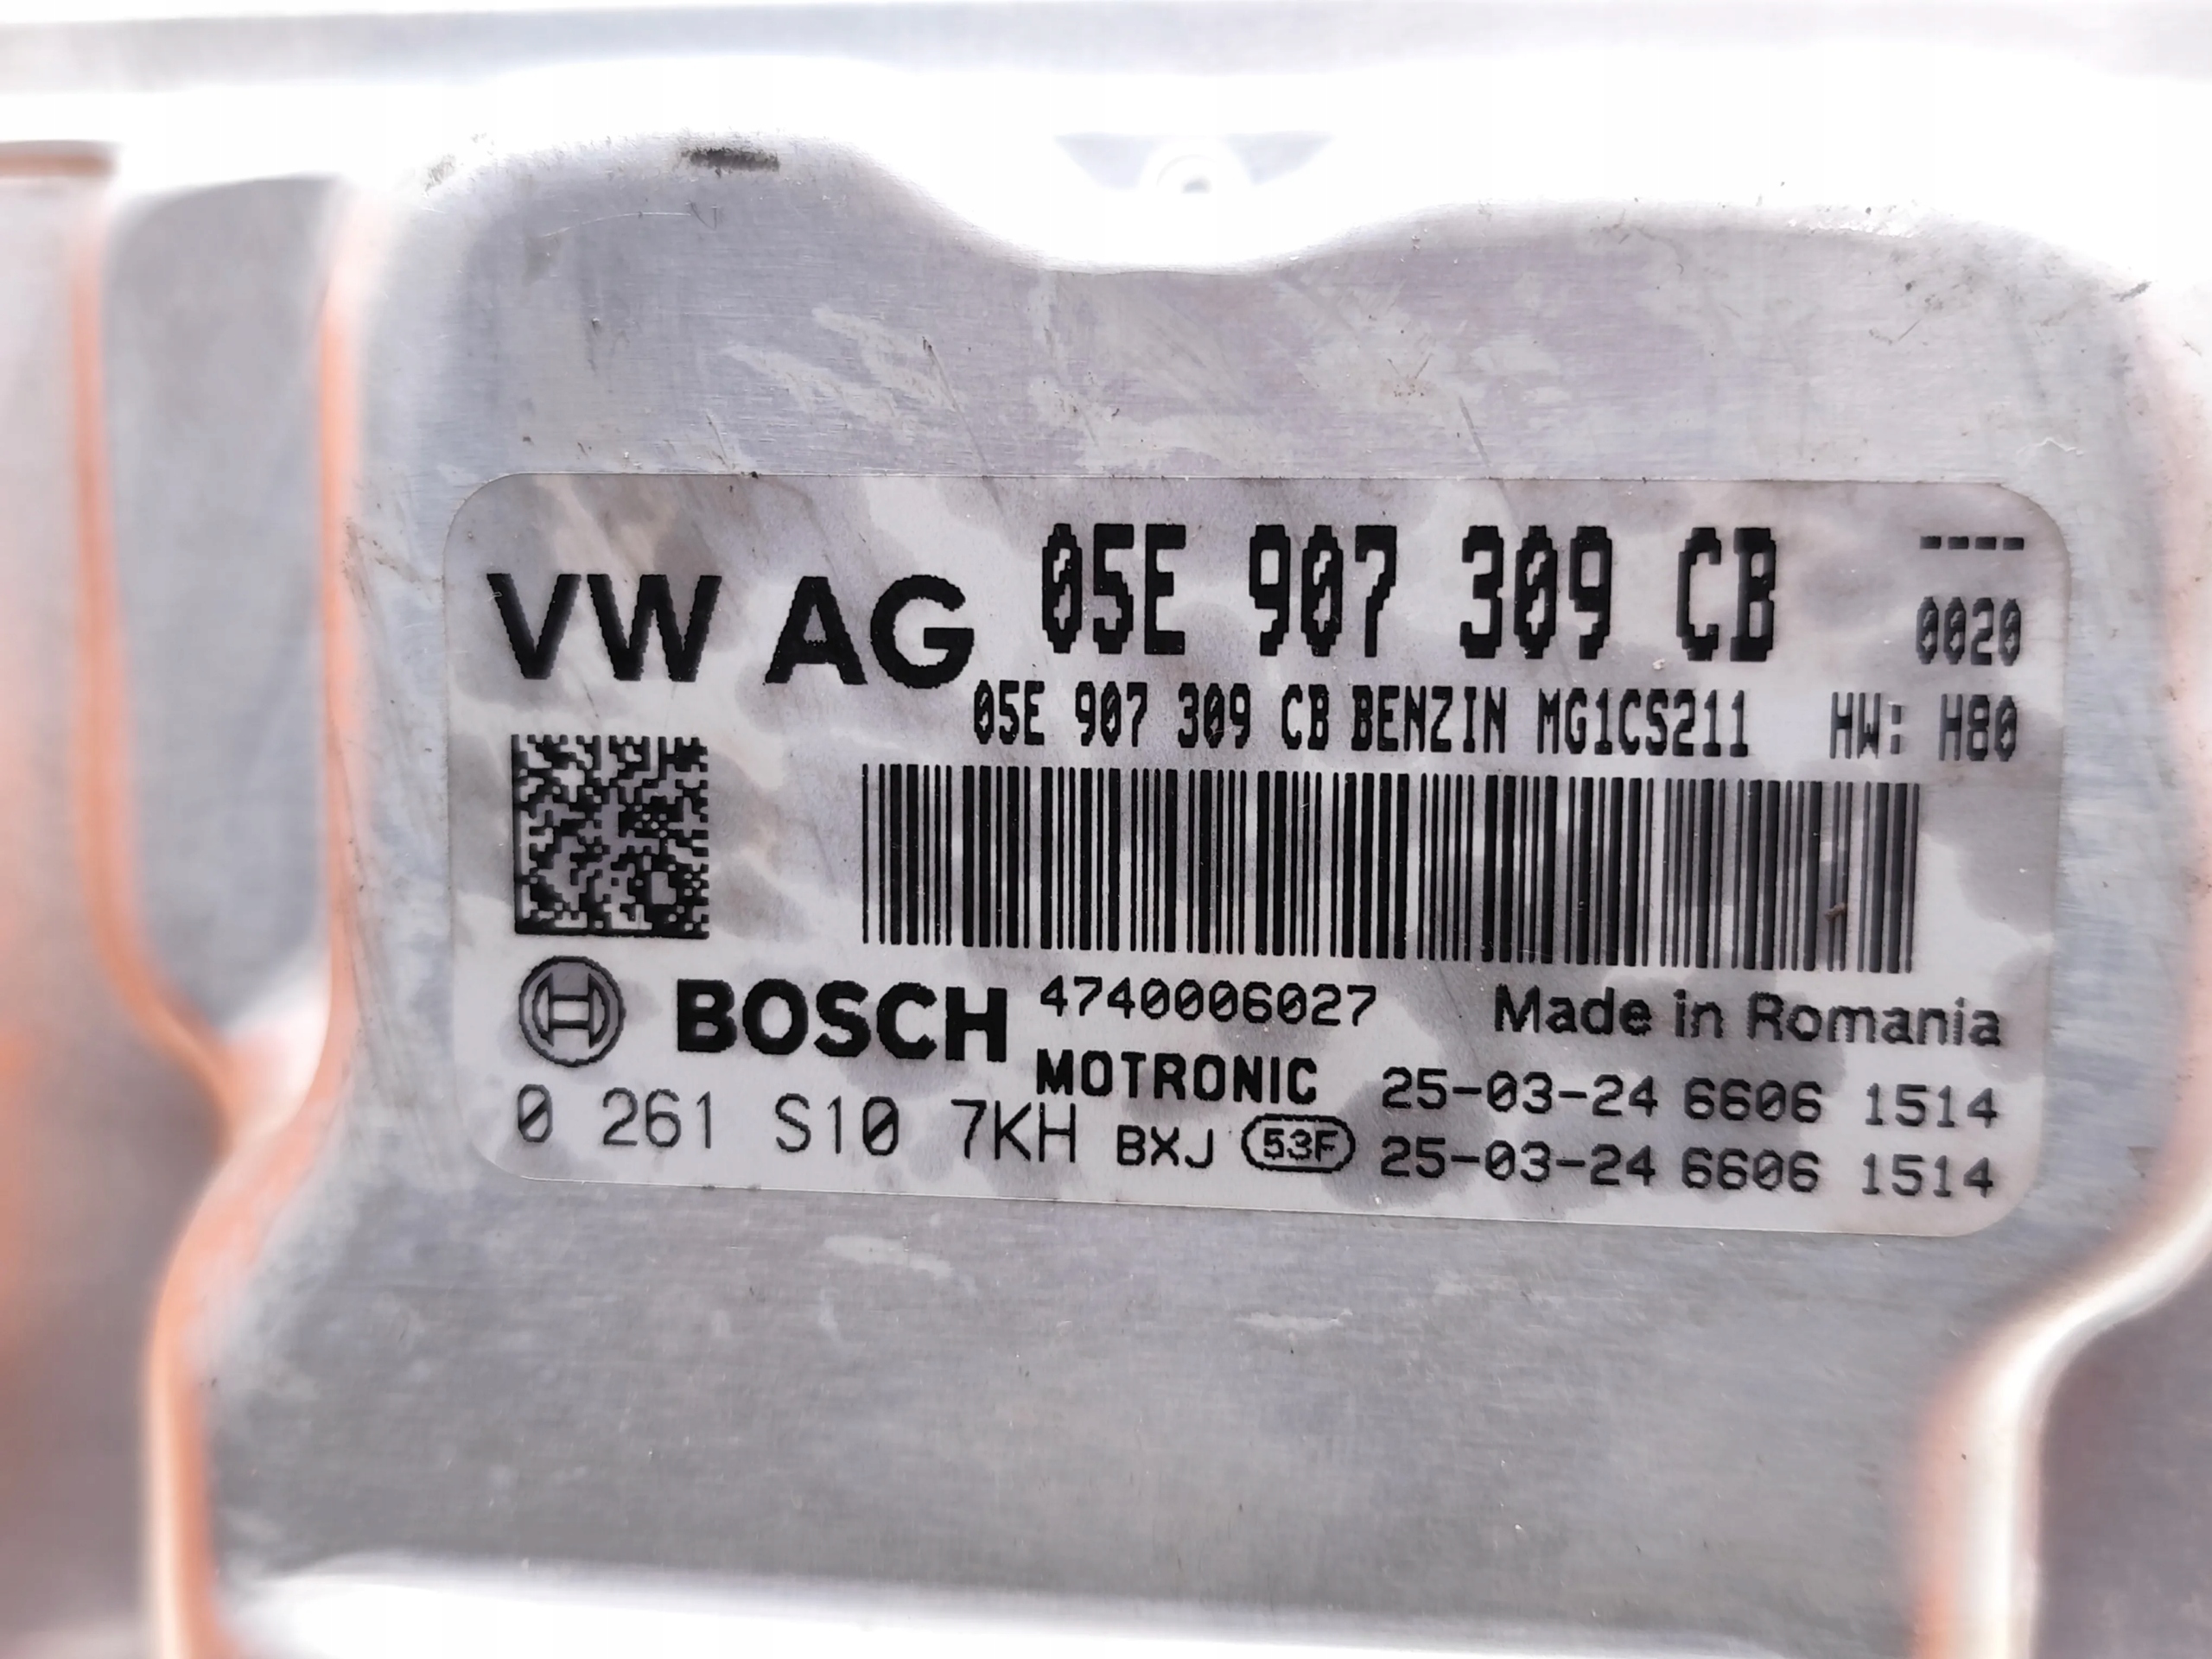 VW AG 05E 907 309 CB ----
0020
05E 907 309 CB BENZIN MG1CS211 HW: H80
BOSCH 4740006027 Made in Romania
MOTRONIC 25-03-24 6606 1514
0 261 S10 7KH BXJ 53F 25-03-24 6606 1514